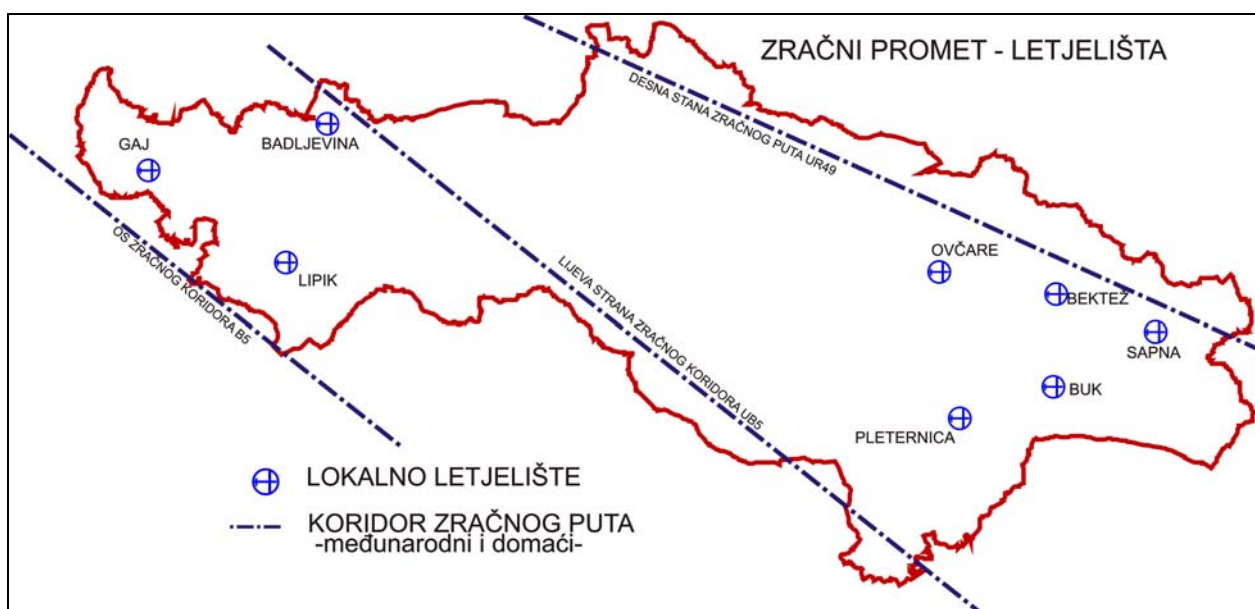 ZRAČNI PROMET - LETJELIŠTA
DESNA STANA ZRAČNOG PUTA UR49
GAJ
BADLJEVINA
OS ZRAČNOG KORIDORA B5
LIPIK
LIJEVA STRANA ZRAČNOG KORIDORA UB5
OVČARE
BEKTEŽ
SAPNA
BUK
PLETERNICA
LOKALNO LETJELIŠTE
KORIDOR ZRAČNOG PUTA
-međunarodni i domaći-